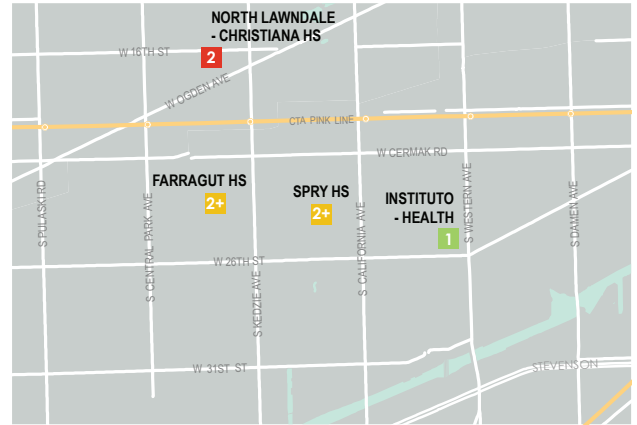 NORTH LAWNDALE
- CHRISTIANA HS
W 16TH ST
2
W OGDEN AVE
CTA PINK LINE
W CERMAK RD
FARRAGUT HS
2+
SPRY HS
2+
INSTITUTO
- HEALTH
1
S PULASKI RD
S CENTRAL PARK AVE
S KEDZIE AVE
S CALIFORNIA AVE
S WESTERN AVE
S DAMEN AVE
W 26TH ST
W 31ST ST
STEVENSON